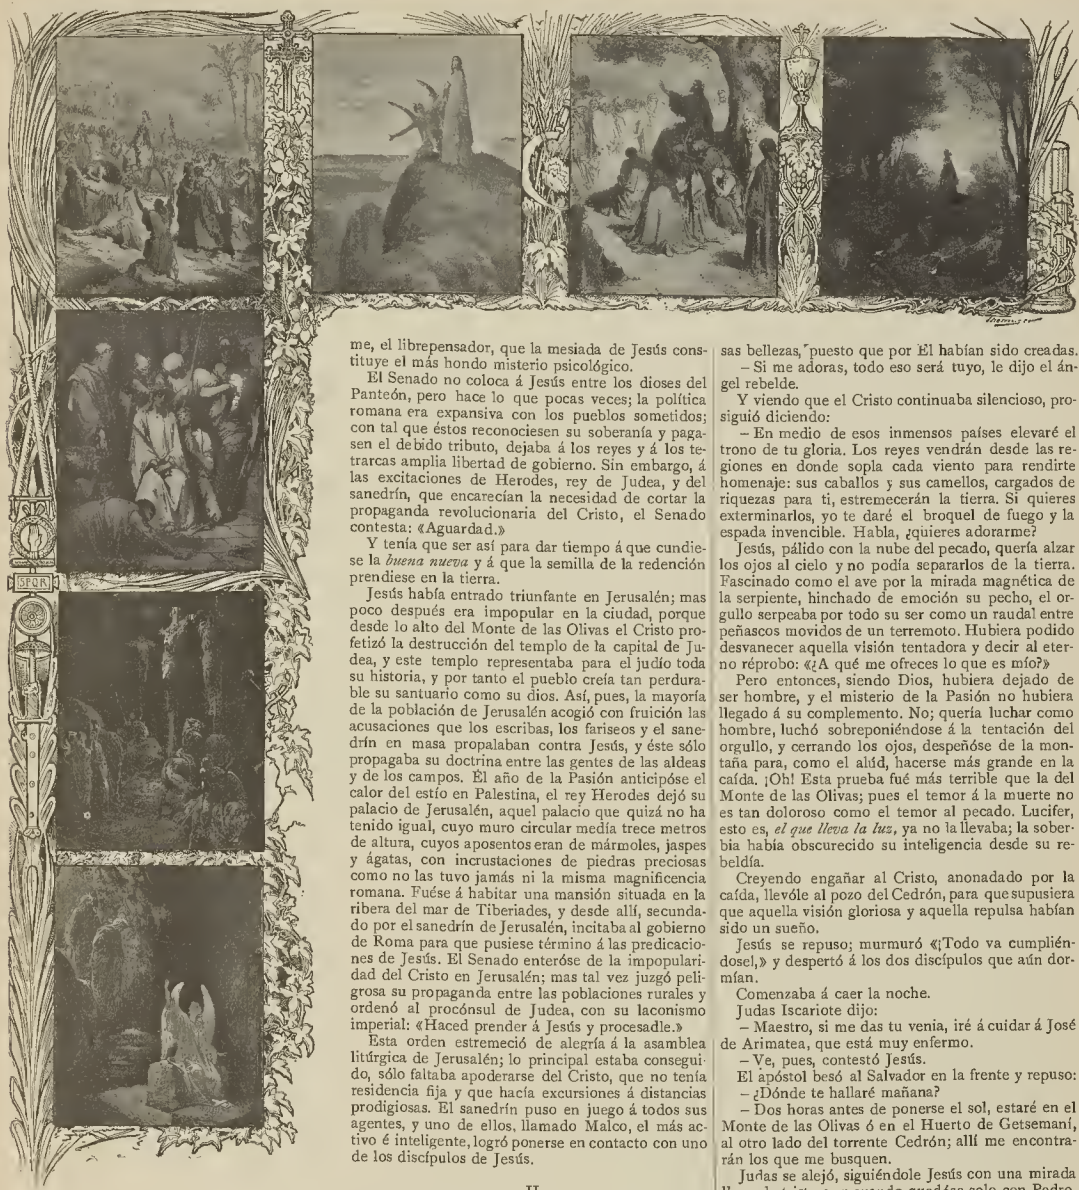 me, el librepensador, que la mesiada de Jesús cons-
tituye el más hondo misterio psicológico.
El Senado no coloca á Jesús entre los dioses del
Panteón, pero hace lo que pocas veces; la política
romana era expansiva con los pueblos sometidos;
con tal que éstos reconociesen su soberanía y paga-
sen el debido tributo, dejaba á los reyes y á los te-
trarcas amplia libertad de gobierno. Sin embargo, á
las excitaciones de Herodes, rey de Judea, y del
sanedrín, que encarecían la necesidad de cortar la
propaganda revolucionaria del Cristo, el Senado
contesta: «Aguardad.»
Y tenía que ser así para dar tiempo á que cundie-
se la buena nueva y á que la semilla de la redención
prendiese en la tierra.
Jesús había entrado triunfante en Jerusalén; mas
poco después era impopular en la ciudad, porque
desde lo alto del Monte de las Olivas el Cristo pro-
fetizó la destrucción del templo de la capital de Ju-
dea, y este templo representaba para el judío toda
su historia, y por tanto el pueblo creía tan perdura-
ble su santuario como su dios. Así, pues, la mayoría
de la población de Jerusalén acogió con fruición las
acusaciones que los escribas, los fariseos y el sane-
drín en masa propalaban contra Jesús, y éste sólo
propagaba su doctrina entre las gentes de las aldeas
y de los campos. El año de la Pasión anticipóse el
calor del estío en Palestina, el rey Herodes dejó su
palacio de Jerusalén, aquel palacio que quizá no ha
tenido igual, cuyo muro circular medía trece metros
de altura, cuyos aposentos eran de mármoles, jaspes
y ágatas, con incrustaciones de piedras preciosas
como no las tuvo jamás ni la misma magnificencia
romana. Fuése á habitar una mansión situada en la
ribera del mar de Tiberiades, y desde allí, secunda-
do por el sanedrín de Jerusalén, incitaba al gobierno
de Roma para que pusiese término á las predicacio-
nes de Jesús. El Senado enteróse de la impopulari-
dad del Cristo en Jerusalén; mas tal vez juzgó peli-
grosa su propaganda entre las poblaciones rurales y
ordenó al procónsul de Judea, con su laconismo
imperial: «Haced prender á Jesús y procesadle.»
Esta orden estremeció de alegría á la asamblea
litúrgica de Jerusalén; lo principal estaba consegui-
do, sólo faltaba apoderarse del Cristo, que no tenía
residencia fija y que hacía excursiones á distancias
prodigiosas. El sanedrín puso en juego á todos sus
agentes, y uno de ellos, llamado Malco, el más ac-
tivo é inteligente, logró ponerse en contacto con uno
de los discípulos de Jesús.
II
sas bellezas, puesto que por Él habían sido creadas.
– Si me adoras, todo eso será tuyo, le dijo el án-
gel rebelde.
Y viendo que el Cristo continuaba silencioso, pro-
siguió diciendo:
– En medio de esos inmensos países elevaré el
trono de tu gloria. Los reyes vendrán desde las re-
giones en donde sopla cada viento para rendirte
homenaje: sus caballos y sus camellos, cargados de
riquezas para ti, estremecerán la tierra. Si quieres
exterminarlos, yo te daré el broquel de fuego y la
espada invencible. Habla, ¿quieres adorarme?
Jesús, pálido con la nube del pecado, quería alzar
los ojos al cielo y no podía separarlos de la tierra.
Fascinado como el ave por la mirada magnética de
la serpiente, hinchado de emoción su pecho, el or-
gullo serpeaba por todo su ser como un raudal entre
peñascos movidos de un terremoto. Hubiera podido
desvanecer aquella visión tentadora y decir al eter-
no réprobo: «¿A qué me ofreces lo que es mío?»
Pero entonces, siendo Dios, hubiera dejado de
ser hombre, y el misterio de la Pasión no hubiera
llegado á su complemento. No; quería luchar como
hombre, luchó sobreponiéndose á la tentación del
orgullo, y cerrando los ojos, despeñóse de la mon-
taña para, como el alúd, hacerse más grande en la
caída. ¡Oh! Esta prueba fué más terrible que la del
Monte de las Olivas; pues el temor á la muerte no
es tan doloroso como el temor al pecado. Lucifer,
esto es, el que lleva la luz, ya no la llevaba; la sober-
bia había obscurecido su inteligencia desde su re-
beldía.
Creyendo engañar al Cristo, anonadado por la
caída, llevóle al pozo del Cedrón, para que supusiera
que aquella visión gloriosa y aquella repulsa habían
sido un sueño.
Jesús se repuso; murmuró «¡Todo va cumplién-
dose!,» y despertó á los dos discípulos que aún dor-
mían.
Comenzaba á caer la noche.
Judas Iscariote dijo:
– Maestro, si me das tu venia, iré á cuidar á José
de Arimatea, que está muy enfermo.
– Ve, pues, contestó Jesús.
El apóstol besó al Salvador en la frente y repuso:
– ¿Dónde te hallaré mañana?
– Dos horas antes de ponerse el sol, estaré en el
Monte de las Olivas ó en el Huerto de Getsemaní,
al otro lado del torrente Cedrón; allí me encontra-
rán los que me busquen.
Judas se alejó, siguiéndole Jesús con una mirada
SPQR